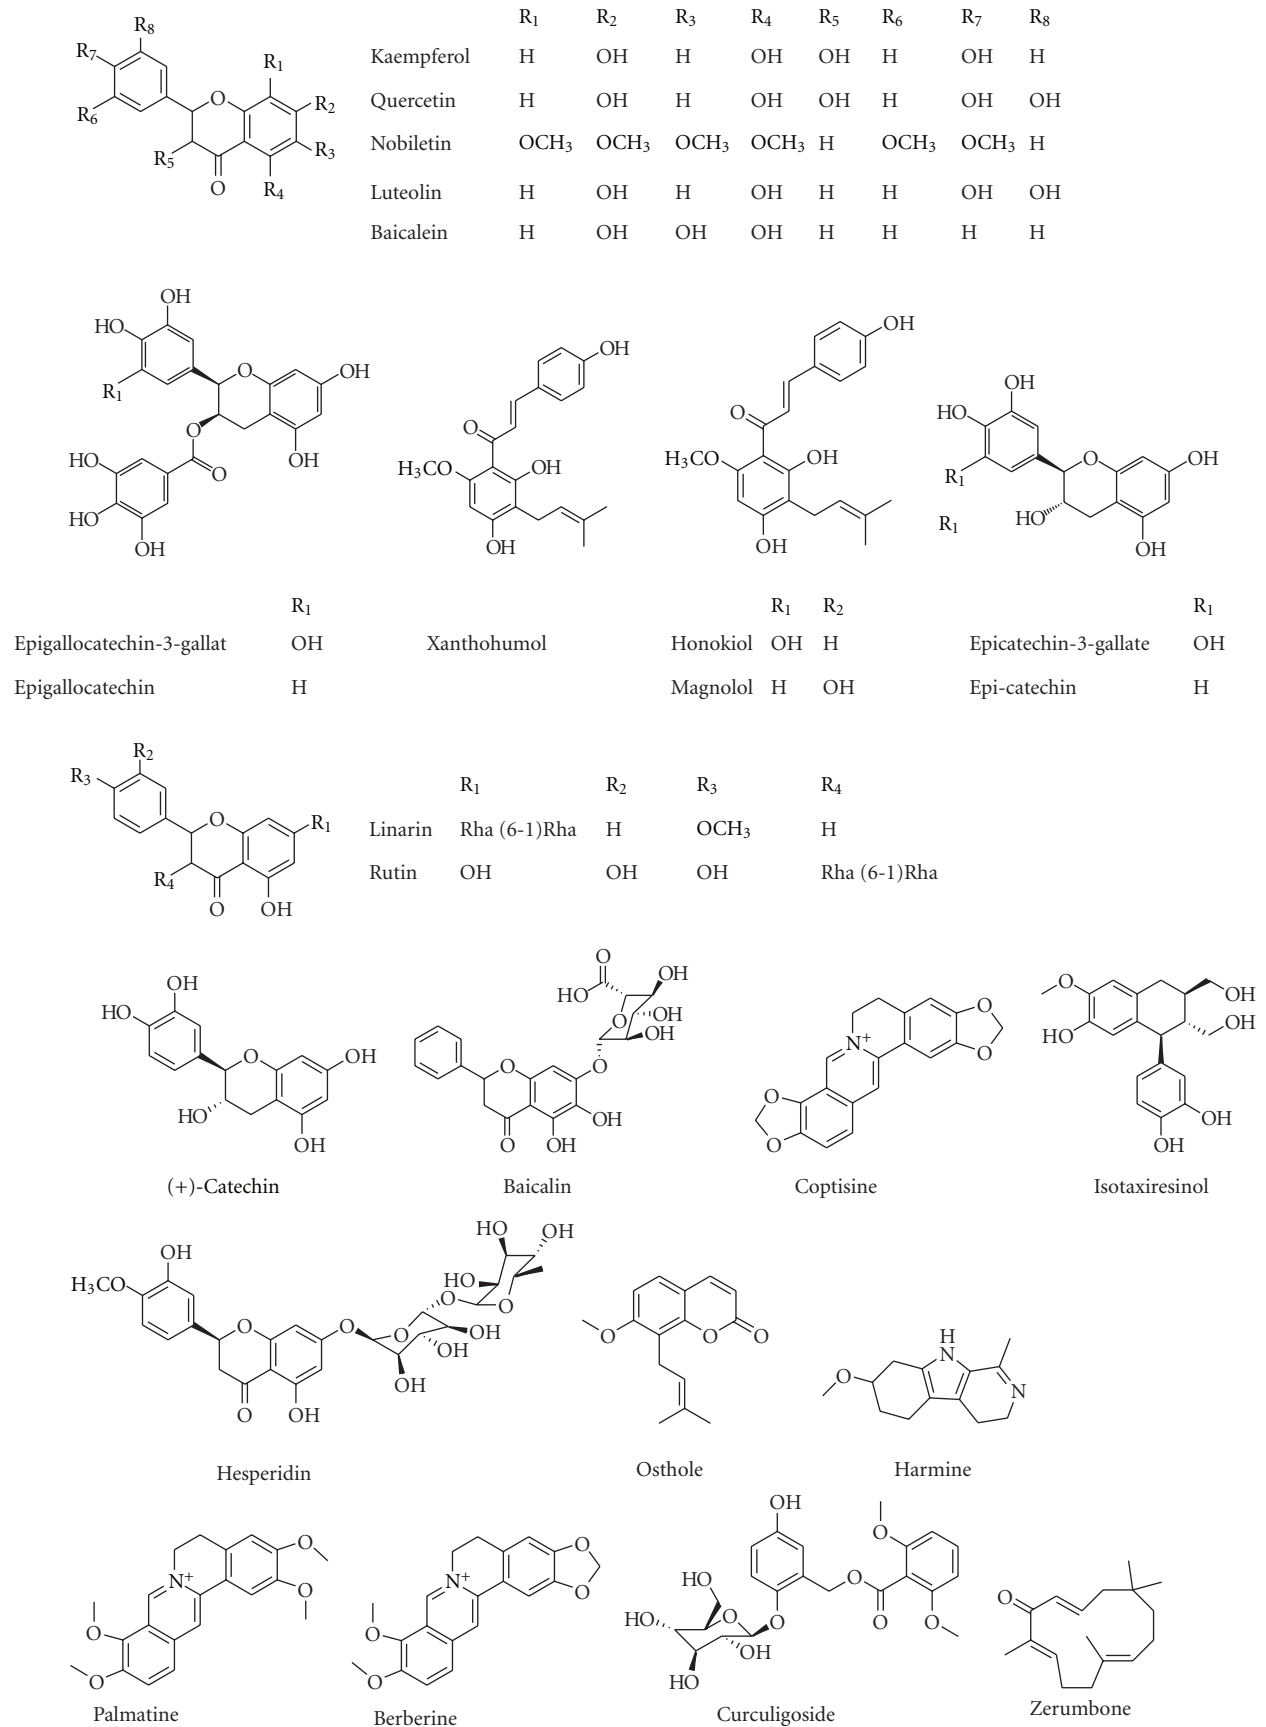 R8
R7
R6
R5
R1
R2
R3
R4
O
O
R1 R2 R3 R4 R5 R6 R7 R8
Kaempferol H OH H OH OH H OH H
Quercetin H OH H OH OH H OH OH
Nobiletin OCH3 OCH3 OCH3 OCH3 H OCH3 OCH3 H
Luteolin H OH H OH H H OH OH
Baicalein H OH OH OH H H H H
OH
HO
R1
O
OH
O
O
OH
HO
HO
OH
OH
O
H3CO
OH
OH
OH
O
H3CO
OH
OH
OH
HO
R1
O
OH
HO
R1
OH
R1
Epigallocatechin-3-gallat OH
Epigallocatechin H
Xanthohumol
R1 R2
Honokiol OH H
Magnolol H OH
R1
Epicatechin-3-gallate OH
Epi-catechin H
R2
R3
O
R1
R4
O
OH
R1 R2 R3 R4
Linarin Rha (6-1)Rha H OCH3 H
Rutin OH OH OH Rha (6-1)Rha
OH
HO
O
OH
HO
OH
(+)-Catechin
O
HO
OH
O
OH
OH
O
O
OH
O
OH
Baicalin
O
O
N+
O
O
Coptisine
O
HO
OH
OH
OH
OH
Isotaxiresinol
OH
H3CO
O
O
OH
O
O
OH
OH
OH
O
O
HO
HO
OH
Hesperidin
O
O
O
Osthole
H
N
O
N
Harmine
O
O
N+
O
O
Palmatine
O
O
N+
O
O
Berberine
OH
O
O
O
O
O
HO
O
HO
OH
HO
Curculigoside
O
Zerumbone